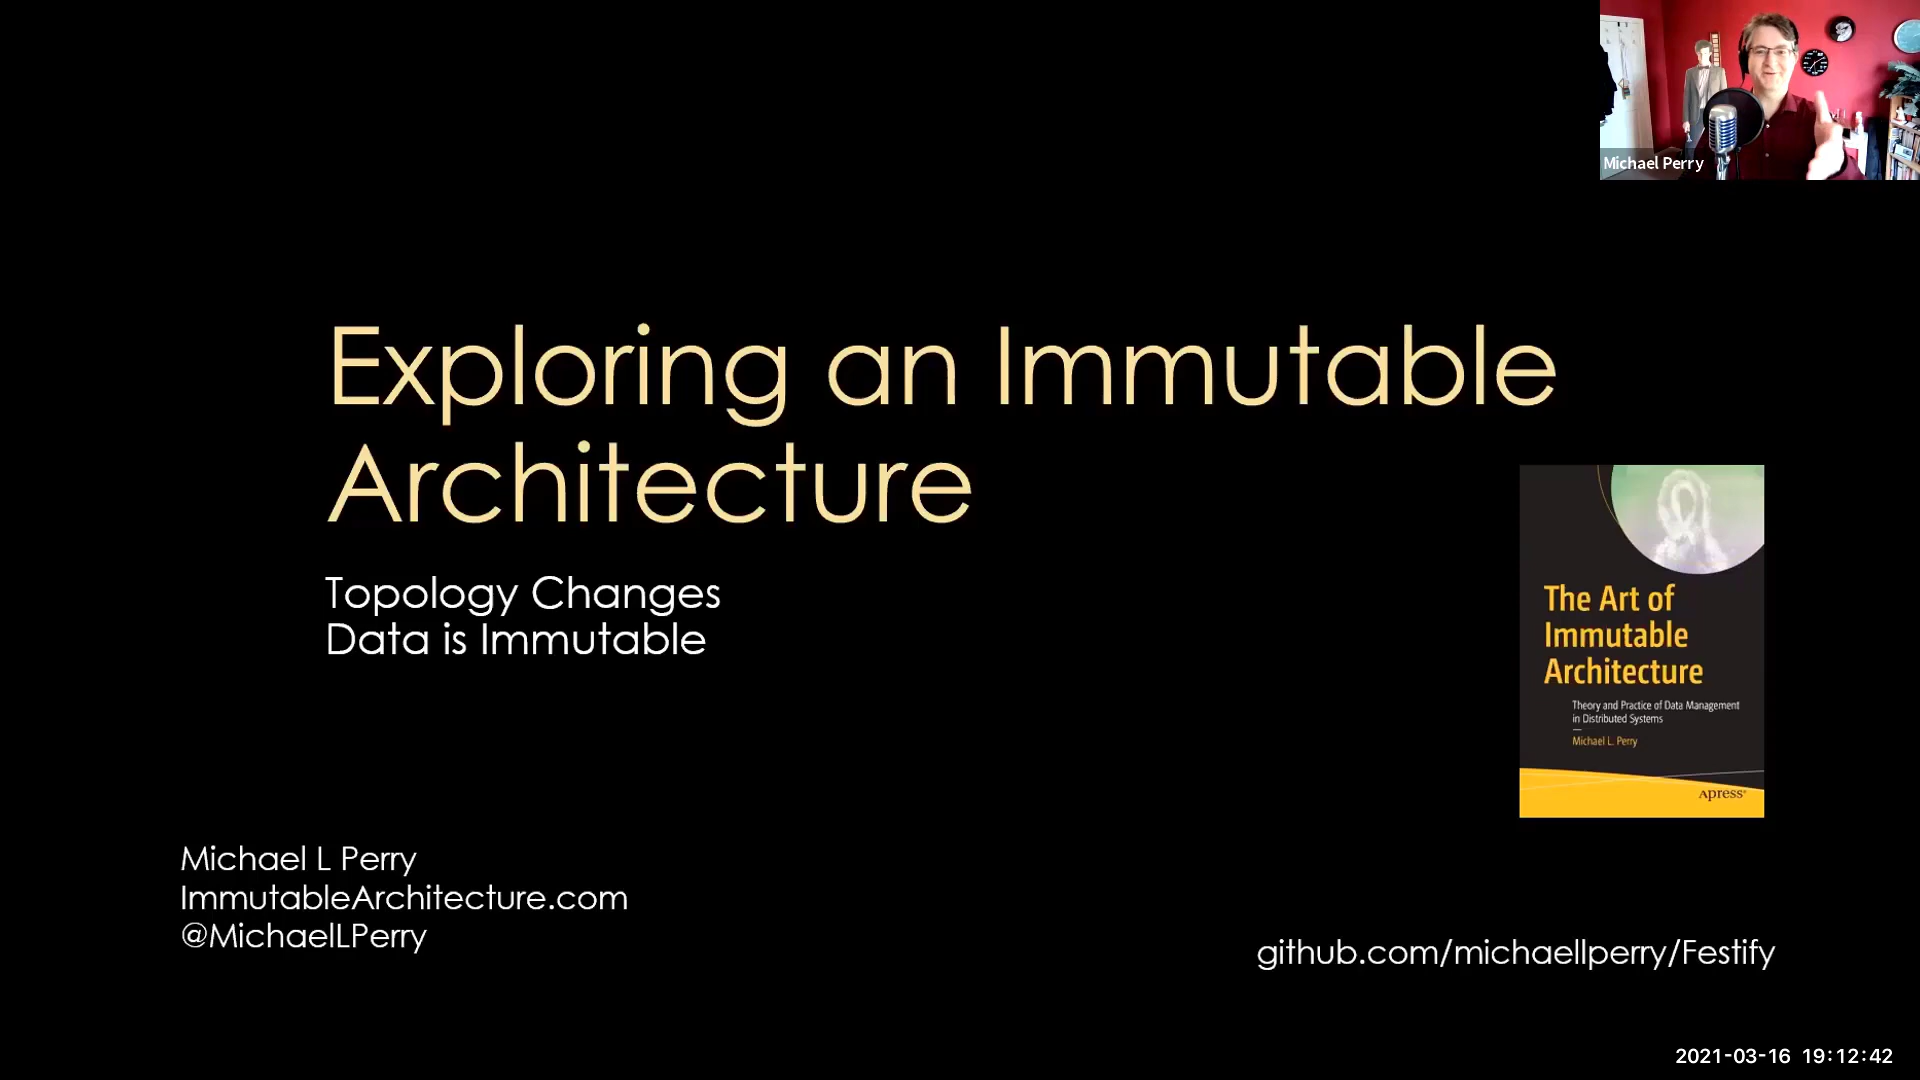 Michael Perry
Exploring an Immutable
Architecture
Topology Changes
Data is Immutable
The Art of
Immutable
Architecture
Theory and Practice of Data Management
in Distributed Systems
Michael L. Perry
Apress®
Michael L Perry
ImmutableArchitecture.com
@MichaelLPerry
github.com/michaellperry/Festify
2021-03-16 19:12:42